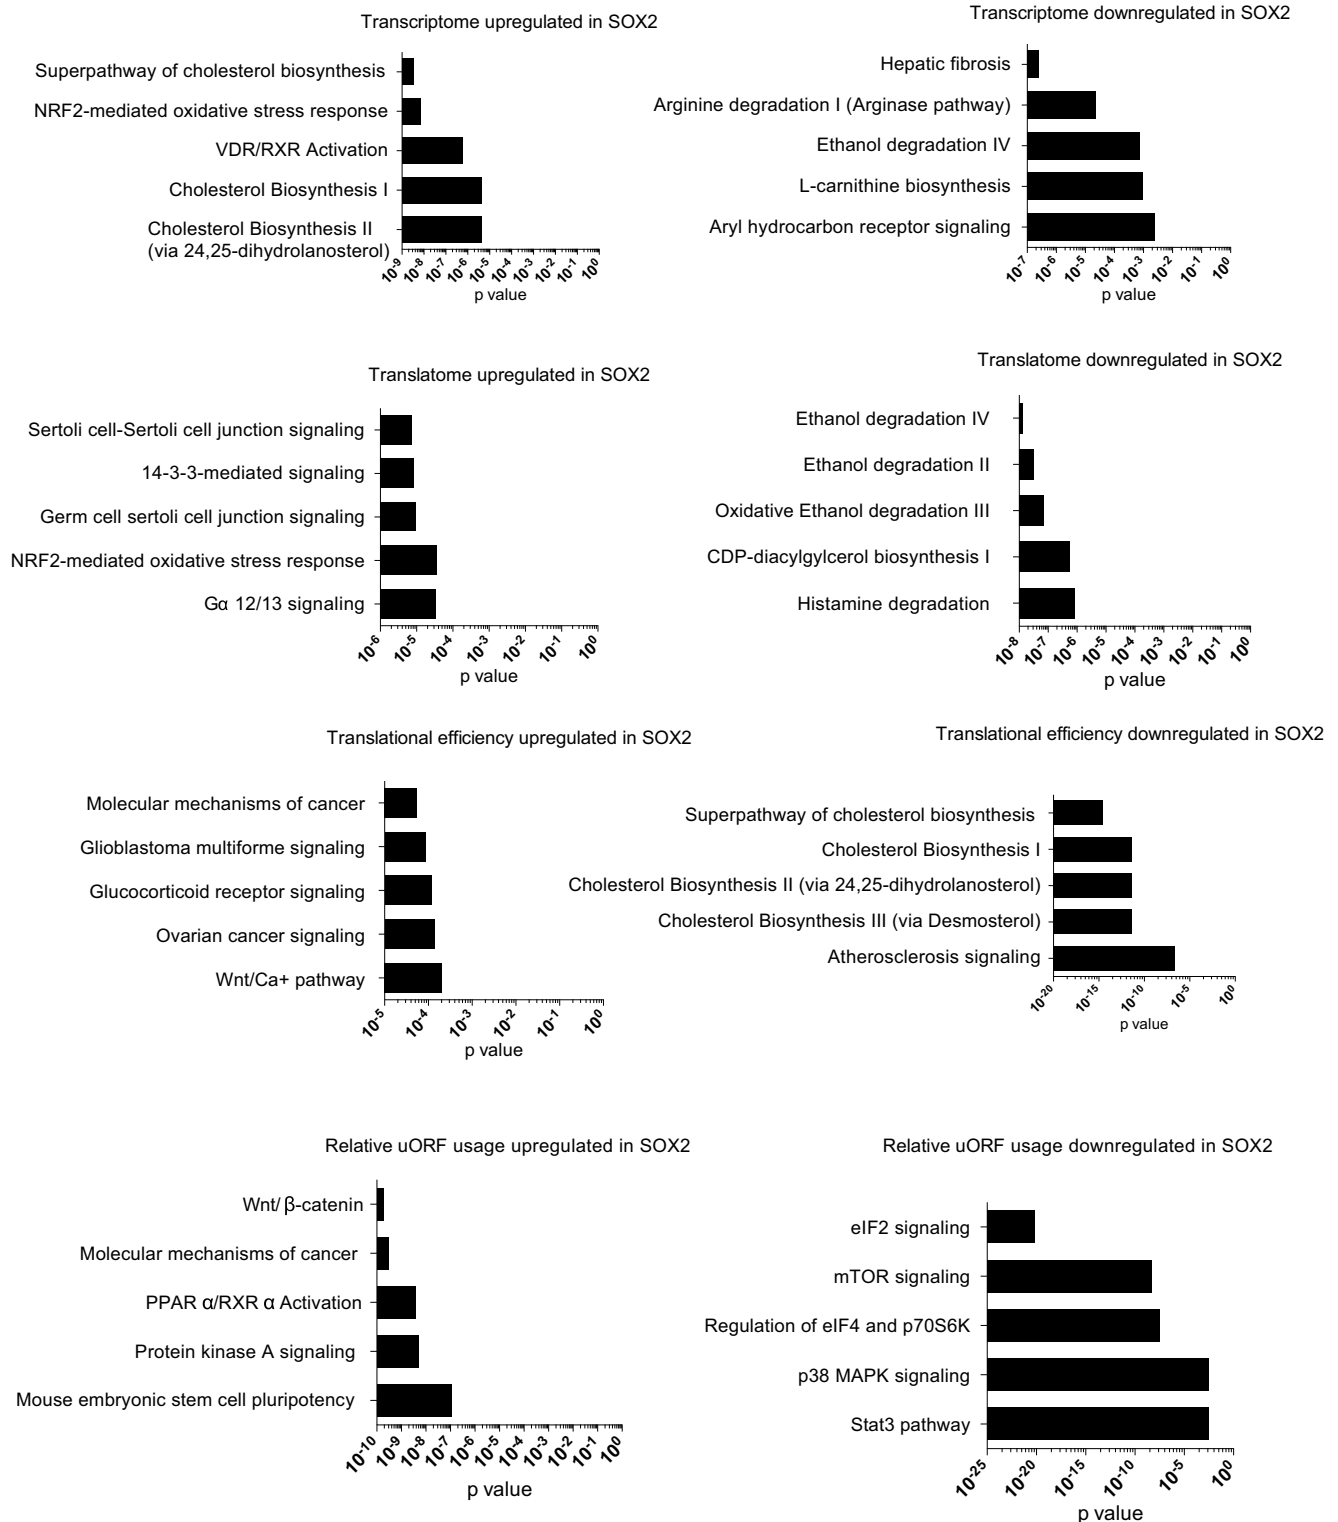 Transcriptome upregulated in SOX2
Superpathway of cholesterol biosynthesis
NRF2-mediated oxidative stress response
VDR/RXR Activation
Cholesterol Biosynthesis I
Cholesterol Biosynthesis II
(via 24,25-dihydrolanosterol)
10-9 10-8 10-7 10-6 10-5 10-4 10-3 10-2 10-1 100
p value
Transcriptome downregulated in SOX2
Hepatic fibrosis
Arginine degradation I (Arginase pathway)
Ethanol degradation IV
L-carnithine biosynthesis
Aryl hydrocarbon receptor signaling
10-7 10-6 10-5 10-4 10-3 10-2 10-1 100
p value
Translatome upregulated in SOX2
Sertoli cell-Sertoli cell junction signaling
14-3-3-mediated signaling
Germ cell sertoli cell junction signaling
NRF2-mediated oxidative stress response
Gα 12/13 signaling
10-6 10-5 10-4 10-3 10-2 10-1 100
p value
Translatome downregulated in SOX2
Ethanol degradation IV
Ethanol degradation II
Oxidative Ethanol degradation III
CDP-diacylgylcerol biosynthesis I
Histamine degradation
10-8 10-7 10-6 10-5 10-4 10-3 10-2 10-1 100
p value
Translational efficiency upregulated in SOX2
Molecular mechanisms of cancer
Glioblastoma multiforme signaling
Glucocorticoid receptor signaling
Ovarian cancer signaling
Wnt/Ca+ pathway
10-5 10-4 10-3 10-2 10-1 100
p value
Translational efficiency downregulated in SOX2
Superpathway of cholesterol biosynthesis
Cholesterol Biosynthesis I
Cholesterol Biosynthesis II (via 24,25-dihydrolanosterol)
Cholesterol Biosynthesis III (via Desmosterol)
Atherosclerosis signaling
10-20 10-15 10-10 10-5 100
p value
Relative uORF usage upregulated in SOX2
Wnt/ β-catenin
Molecular mechanisms of cancer
PPAR α/RXR α Activation
Protein kinase A signaling
Mouse embryonic stem cell pluripotency
10-10 10-9 10-8 10-7 10-6 10-5 10-4 10-3 10-2 10-1 100
p value
Relative uORF usage downregulated in SOX2
eIF2 signaling
mTOR signaling
Regulation of eIF4 and p70S6K
p38 MAPK signaling
Stat3 pathway
10-25 10-20 10-15 10-10 10-5 100
p value